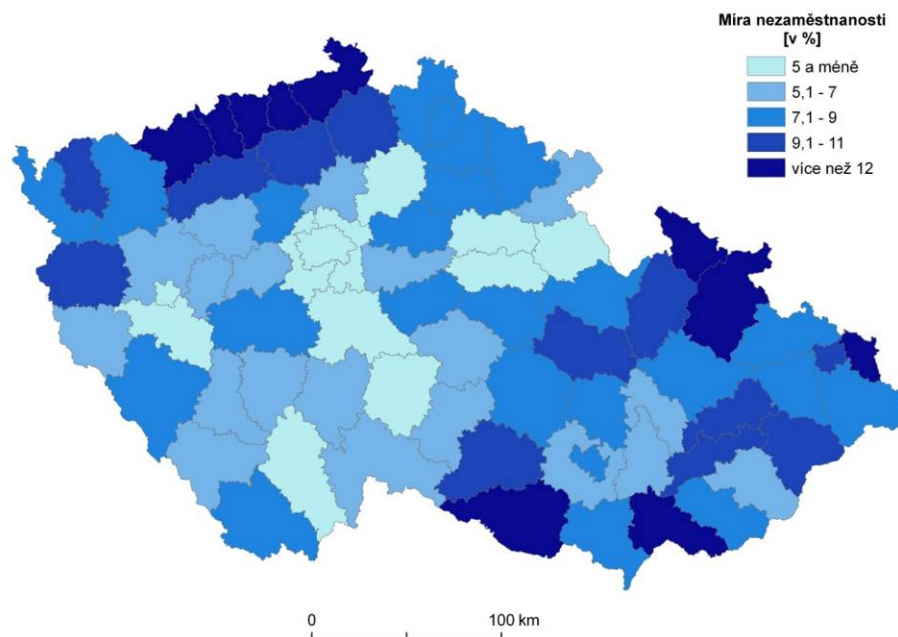 Míra nezaměstnanosti
[v %]
5 a méně
5,1 - 7
7,1 - 9
9,1 - 11
více než 12
0 100 km